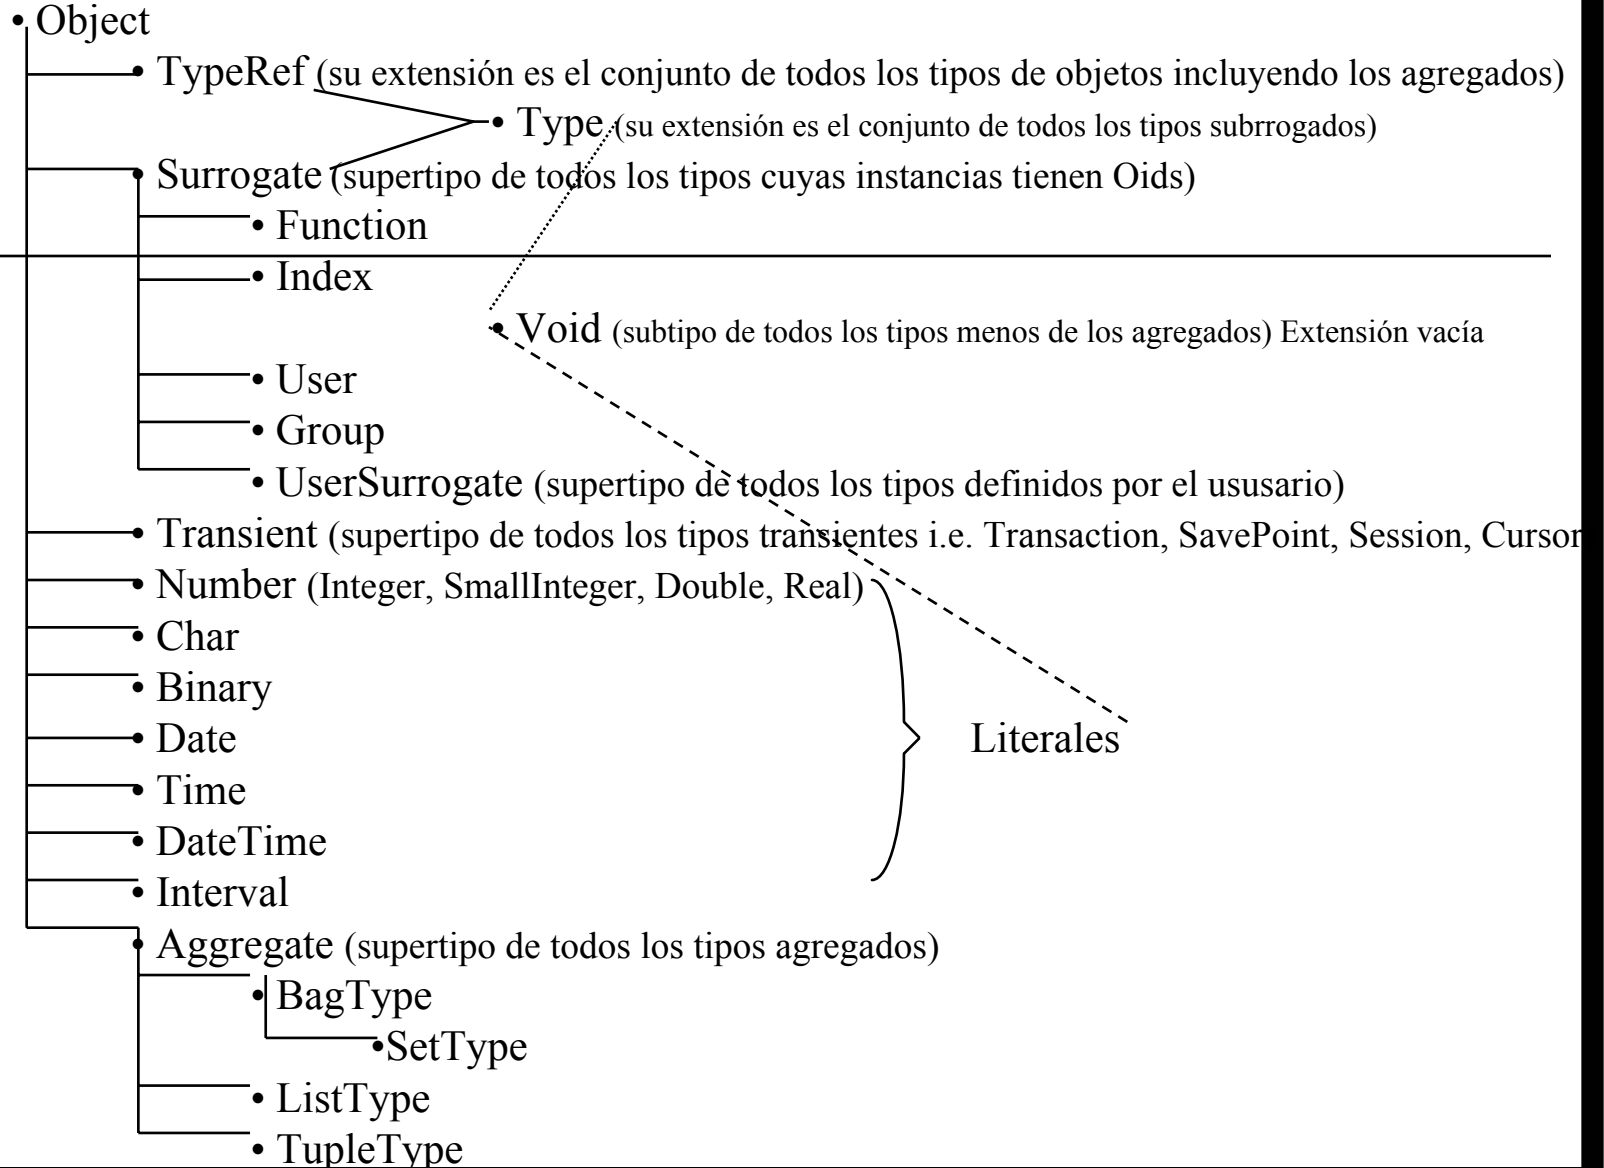 • Object
• TypeRef (su extensión es el conjunto de todos los tipos de objetos incluyendo los agregados)
• Type (su extensión es el conjunto de todos los tipos subrrogados)
• Surrogate (supertipo de todos los tipos cuyas instancias tienen Oids)
• Function
• Index
• Void (subtipo de todos los tipos menos de los agregados) Extensión vacía
• User
• Group
• UserSurrogate (supertipo de todos los tipos definidos por el ususario)
• Transient (supertipo de todos los tipos transientes i.e. Transaction, SavePoint, Session, Cursor
• Number (Integer, SmallInteger, Double, Real)
• Char
• Binary
• Date
Literales
• Time
• DateTime
• Interval
• Aggregate (supertipo de todos los tipos agregados)
• BagType
•SetType
• ListType
• TupleType